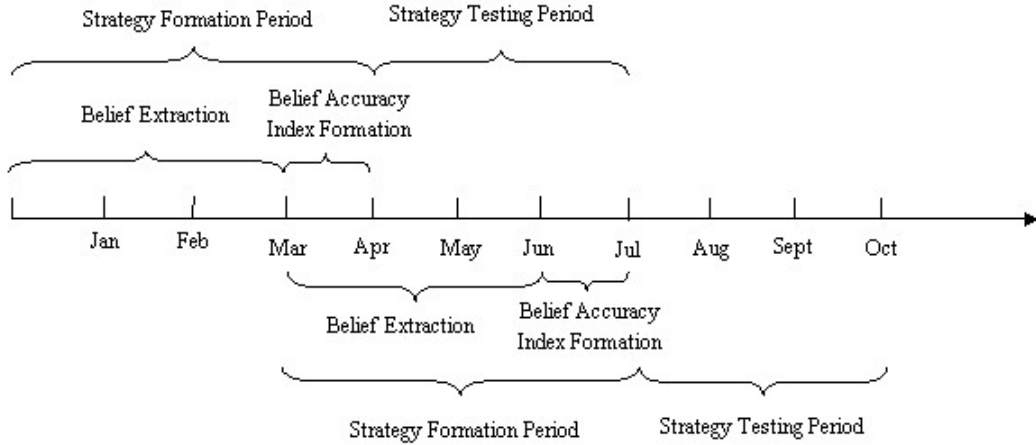 Strategy Formation Period
Strategy Testing Period
Belief Extraction
Belief Accuracy
Index Formation
Jan
Feb
Mar
Apr
May
Jun
Jul
Aug
Sept
Oct
Belief Extraction
Belief Accuracy
Index Formation
Strategy Formation Period
Strategy Testing Period